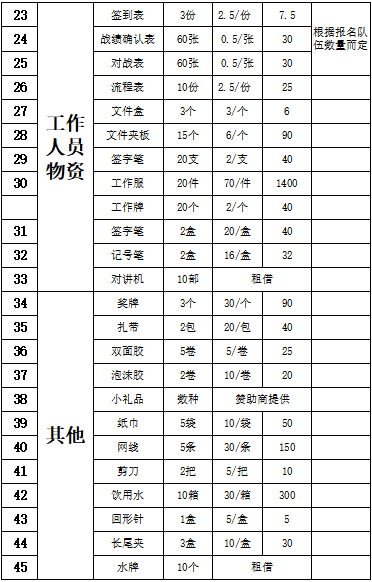 23 签到表 3份 2.5/份 7.5
根据报名队
伍数量而定
24 战绩确认表 60张 0.5/张 30
25 对战表 60张 0.5/张 30
26 流程表 10份 2.5/份 25
工作
人员
物资
27 文件盒 3个 3/个 6
28 文件夹板 15个 6/个 90
29 签字笔 20支 2/支 40
30 工作服 20件 70/件 1400
工作牌 20个 2/个 40
31 签字笔 2盒 20/盒 40
32 记号笔 2盒 16/盒 32
33 对讲机 10部 租借
其他
34 奖牌 3个 30/个 90
35 扎带 2包 20/包 40
36 双面胶 5卷 5/卷 25
37 泡沫胶 2卷 10/卷 20
38 小礼品 数种 赞助商提供
39 纸巾 5袋 10/袋 50
40 网线 5条 30/条 150
41 剪刀 2把 5/把 10
42 饮用水 10箱 30/箱 300
43 回形针 1盒 5/盒 5
44 长尾夹 3盒 10/盒 30
45 水牌 10个 租借